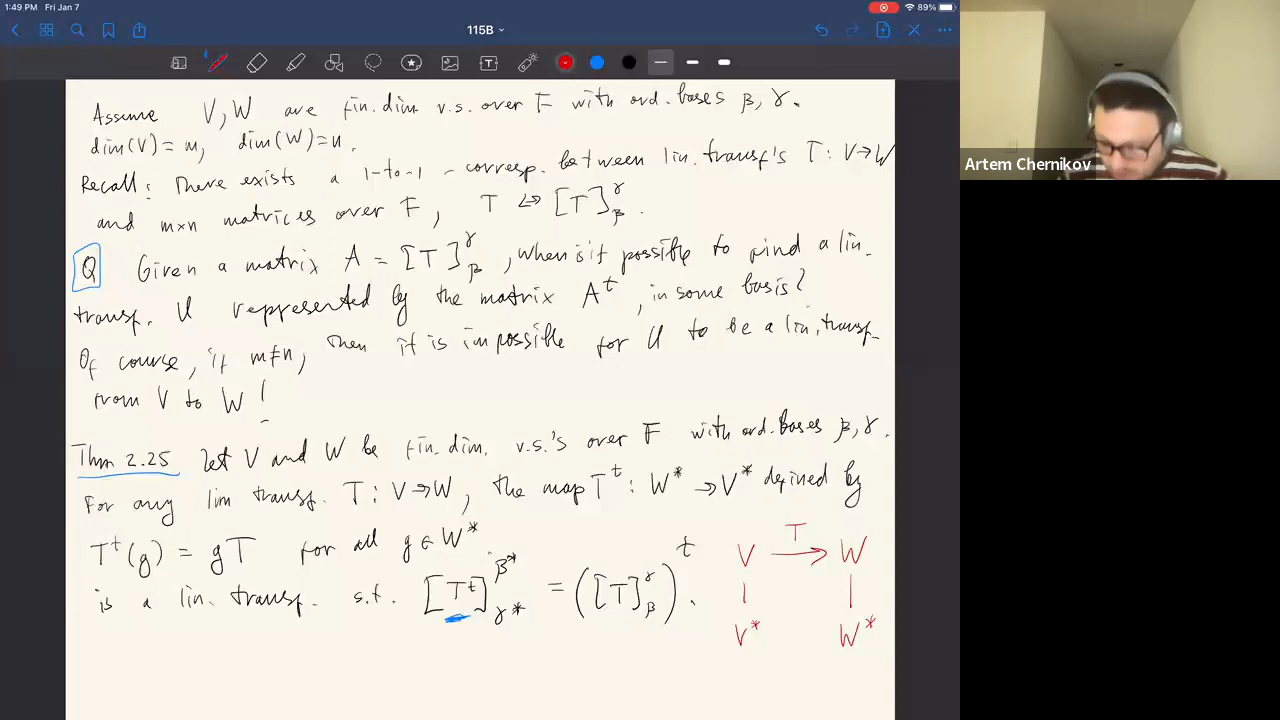 1:49 PM Fri Jan 7
89%
115B
Artem Chernikov
Assume V, W are fin. dim v.s. over F with ord. bases β, γ.
dim(V) = m, dim(W) = n.
Recall: There exists a 1-to-1 - corresp. between lin. transf's T: V → W
and m×n matrices over F, T ↔ [T]_β^γ.
Q Given a matrix A = [T]_β^γ, when is it possible to find a lin.
transf. U represented by the matrix A^t, in some basis?
Of course, if m≠n, then it is impossible for U to be a lin. transf.
from V to W!
Thm 2.25 Let V and W be fin. dim. v.s.'s over F with ord. bases β, γ.
For any lin transf. T: V → W, the map T^t: W* → V* defined by
T^t(g) = gT for all g ∈ W*
is a lin. transf. s.t. [T^t]_γ*^β* = ([T]_β^γ)^t.
T
V → W
V* W*